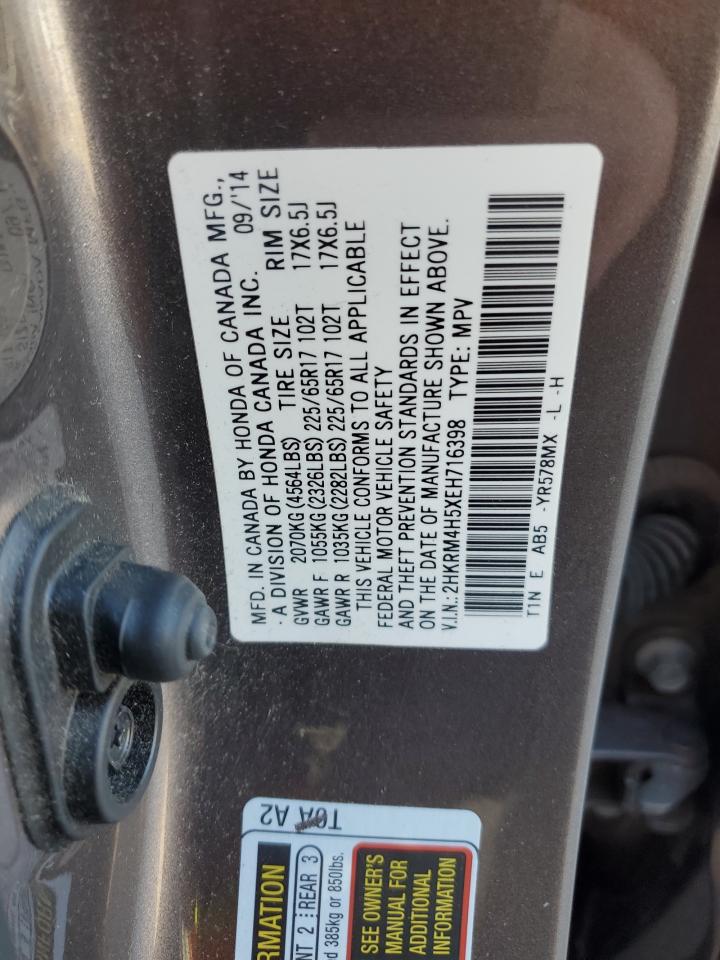 MFD. IN CANADA BY HONDA OF CANADA MFG.,
A DIVISION OF HONDA CANADA INC. 09/'14
GVWR 2070KG(4564LBS) TIRE SIZE RIM SIZE
GAWR F 1055KG(2326LBS) 225/65R17 102T 17X6.5J
GAWR R 1035KG(2282LBS) 225/65R17 102T 17X6.5J
THIS VEHICLE CONFORMS TO ALL APPLICABLE
FEDERAL MOTOR VEHICLE SAFETY
AND THEFT PREVENTION STANDARDS IN EFFECT
ON THE DATE OF MANUFACTURE SHOWN ABOVE.
V.I.N.: 2HKRM4H5XEH716398 TYPE: MPV
T1N E AB5 -YR578MX -L -H
T0A A2
RMATION
NT 2 REAR 3
d 385kg or 850lbs.
SEE OWNER'S
MANUAL FOR
ADDITIONAL
INFORMATION